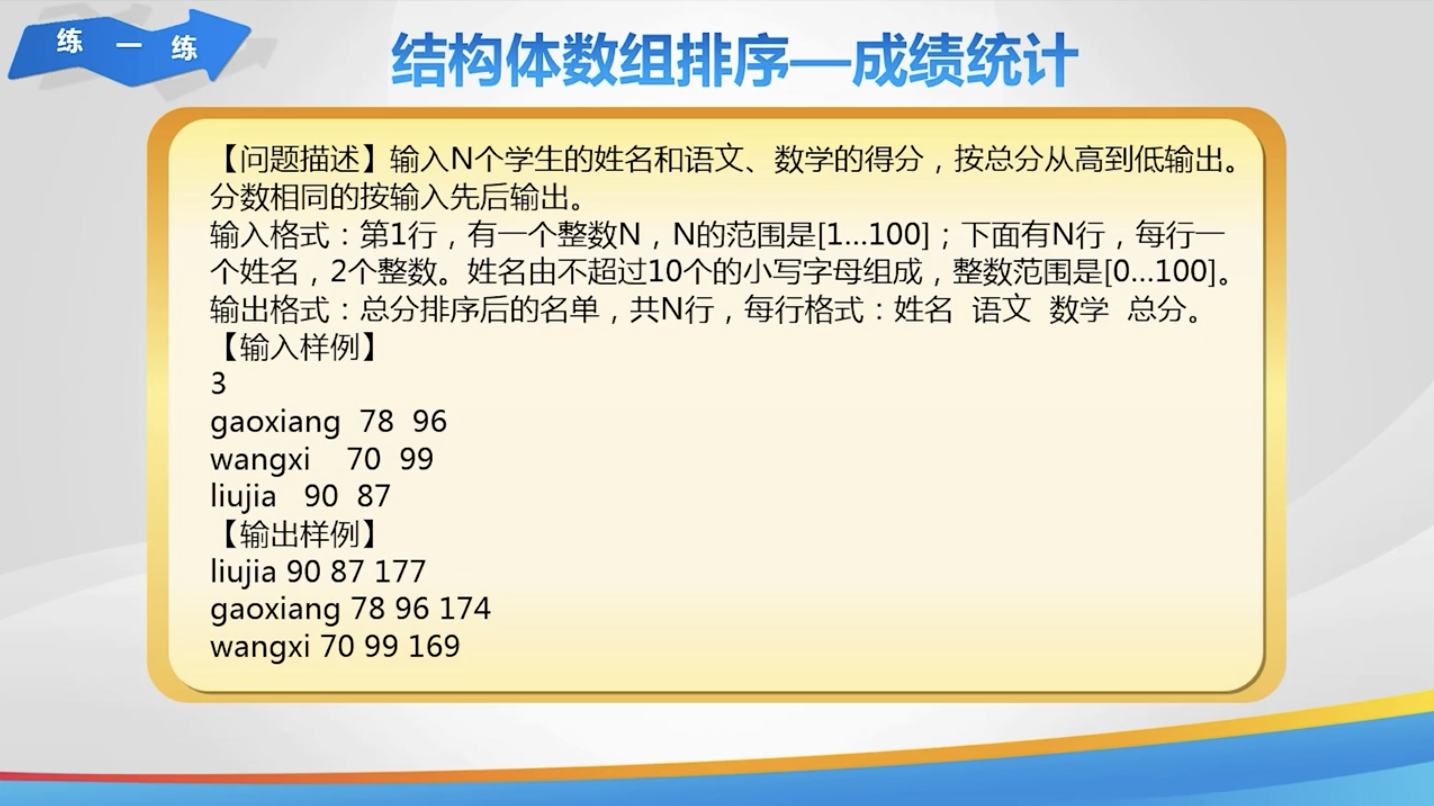 练一练
结构体数组排序—成绩统计
【问题描述】输入N个学生的姓名和语文、数学的得分，按总分从高到低输出。
分数相同的按输入先后输出。
输入格式：第1行，有一个整数N，N的范围是[1...100]；下面有N行，每行一
个姓名，2个整数。姓名由不超过10个的小写字母组成，整数范围是[0...100]。
输出格式：总分排序后的名单，共N行，每行格式：姓名 语文 数学 总分。
【输入样例】
3
gaoxiang 78 96
wangxi 70 99
liujia 90 87
【输出样例】
liujia 90 87 177
gaoxiang 78 96 174
wangxi 70 99 169